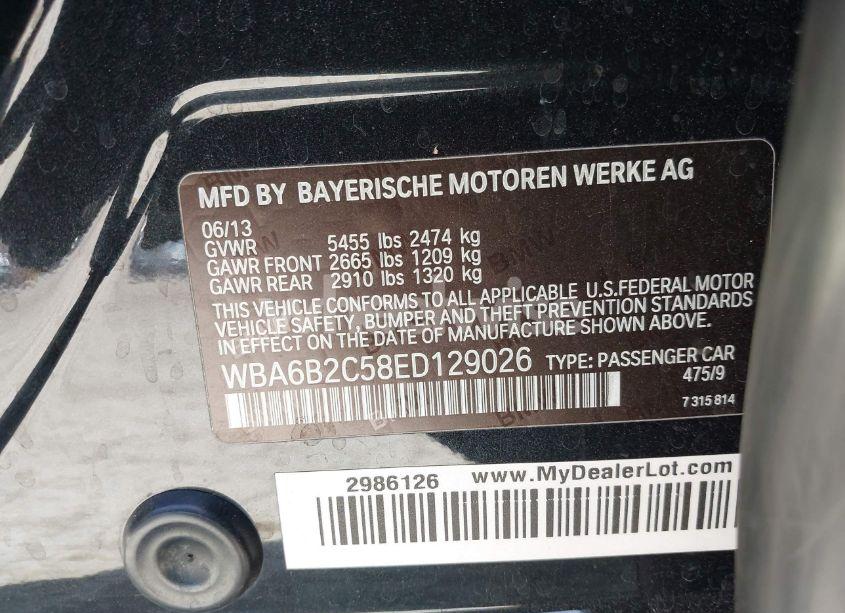 MFD BY BAYERISCHE MOTOREN WERKE AG
06/13
GVWR 5455 lbs 2474 kg
GAWR FRONT 2665 lbs 1209 kg
GAWR REAR 2910 lbs 1320 kg
THIS VEHICLE CONFORMS TO ALL APPLICABLE U.S.FEDERAL MOTOR
VEHICLE SAFETY, BUMPER AND THEFT PREVENTION STANDARDS
IN EFFECT ON THE DATE OF MANUFACTURE SHOWN ABOVE.
WBA6B2C58ED129026 TYPE: PASSENGER CAR
475/9
7 315 814
2986126 www.MyDealerLot.com